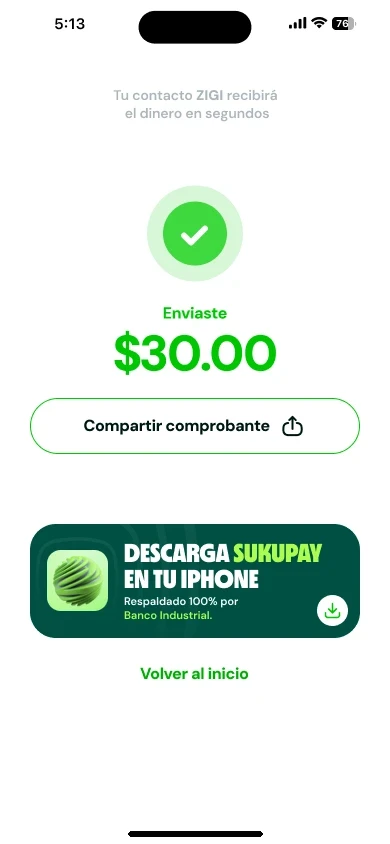 5:13
76
Tu contacto ZIGI recibirá
el dinero en segundos
Enviaste
$30.00
Compartir comprobante
DESCARGA SUKUPAY
EN TU IPHONE
Respaldado 100% por
Banco Industrial.
Volver al inicio